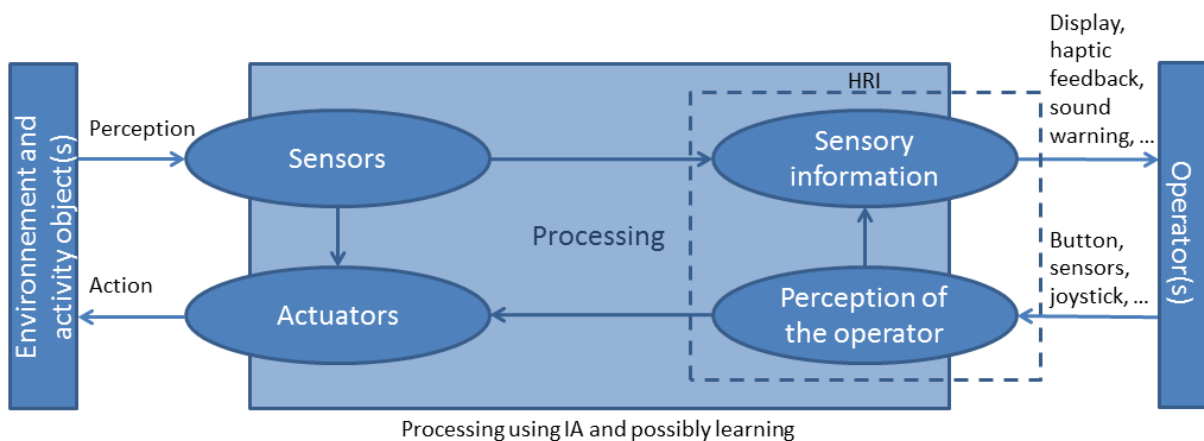 Environnement and
activity object(s)
Perception
Action
Sensors
Actuators
Processing
HRI
Sensory
information
Perception of
the operator
Display,
haptic
feedback,
sound
warning, ...
Button,
sensors,
joystick, ...
Operator(s)
Processing using IA and possibly learning